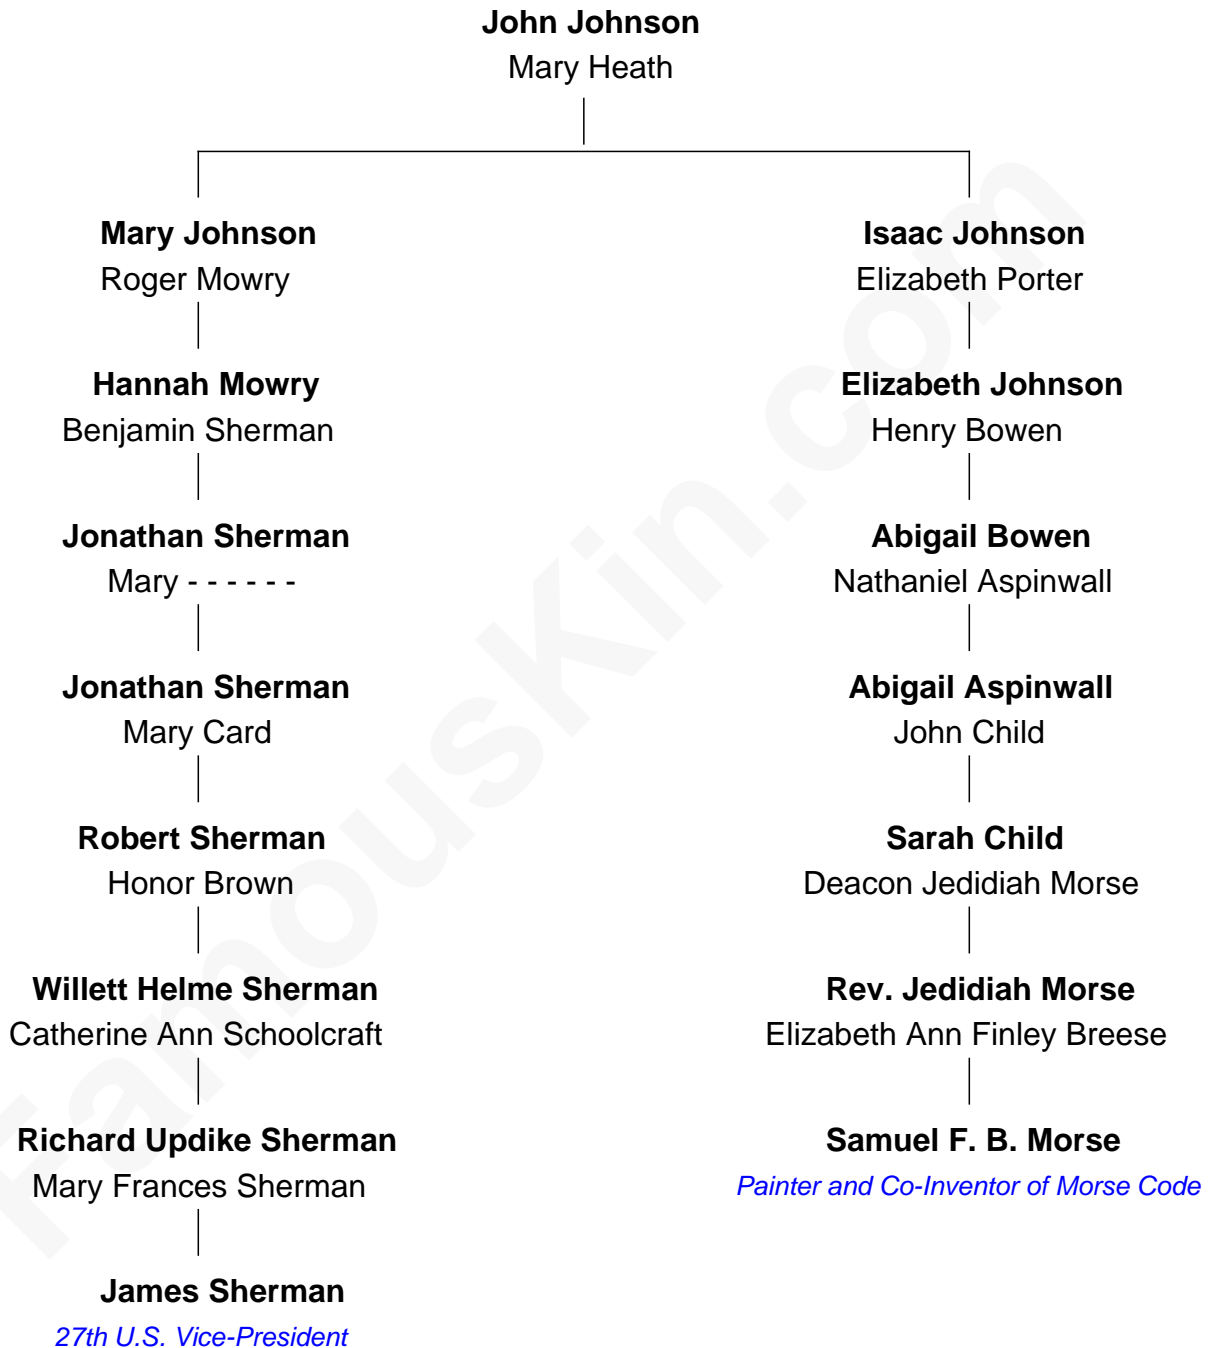 John Johnson
Mary Heath
Mary Johnson
Roger Mowry
Isaac Johnson
Elizabeth Porter
Hannah Mowry
Benjamin Sherman
Elizabeth Johnson
Henry Bowen
Jonathan Sherman
Mary - - - - - -
Abigail Bowen
Nathaniel Aspinwall
Jonathan Sherman
Mary Card
Abigail Aspinwall
John Child
Robert Sherman
Honor Brown
Sarah Child
Deacon Jedidiah Morse
Willett Helme Sherman
Catherine Ann Schoolcraft
Rev. Jedidiah Morse
Elizabeth Ann Finley Breese
Richard Updike Sherman
Mary Frances Sherman
Samuel F. B. Morse
Painter and Co-Inventor of Morse Code
James Sherman
27th U.S. Vice-President
FamousKin.com